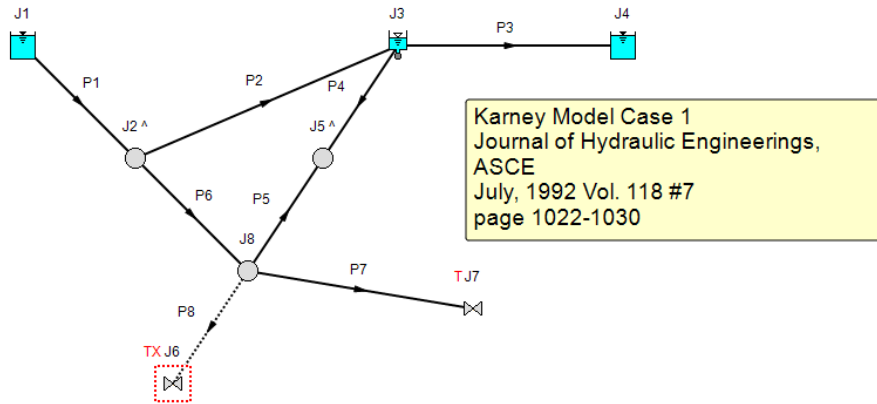 J1
J3
J4
P3
P1
P2
P4
J2 ^
J5 ^
Karney Model Case 1
Journal of Hydraulic Engineerings,
ASCE
July, 1992 Vol. 118 #7
page 1022-1030
P6
P5
J8
P7
T J7
P8
TX J6